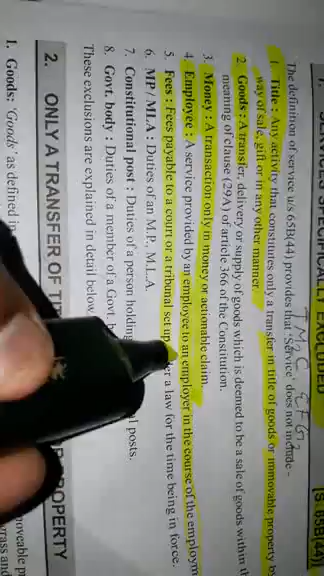 SERVICES SPECIFICALLY EXCLUDED
[S. 65B(44)]
The definition of service u/s 65B(44) provides that 'Service' does not include -
1. Title : Any activity that constitutes only a transfer in title of goods or immovable property by
way of sale, gift or in any other manner.
2. Goods : A transfer, delivery or supply of goods which is deemed to be a sale of goods within the
meaning of clause (29A) of article 366 of the Constitution.
3. Money : A transaction only in money or actionable claim.
4. Employee : A service provided by an employee to an employer in the course of the employm
5. Fees : Fees payable to a court or a tribunal set up er a law for the time being in force.
6. MP / MLA : Duties of an M.P., M.L.A.
7. Constitutional post : Duties of a person holding al posts.
8. Govt. body : Duties of a member of a Govt. b
These exclusions are explained in detail below
2. ONLY A TRANSFER OF TIT PROPERTY
1. Goods: 'Goods' as defined in moveable p
grass and